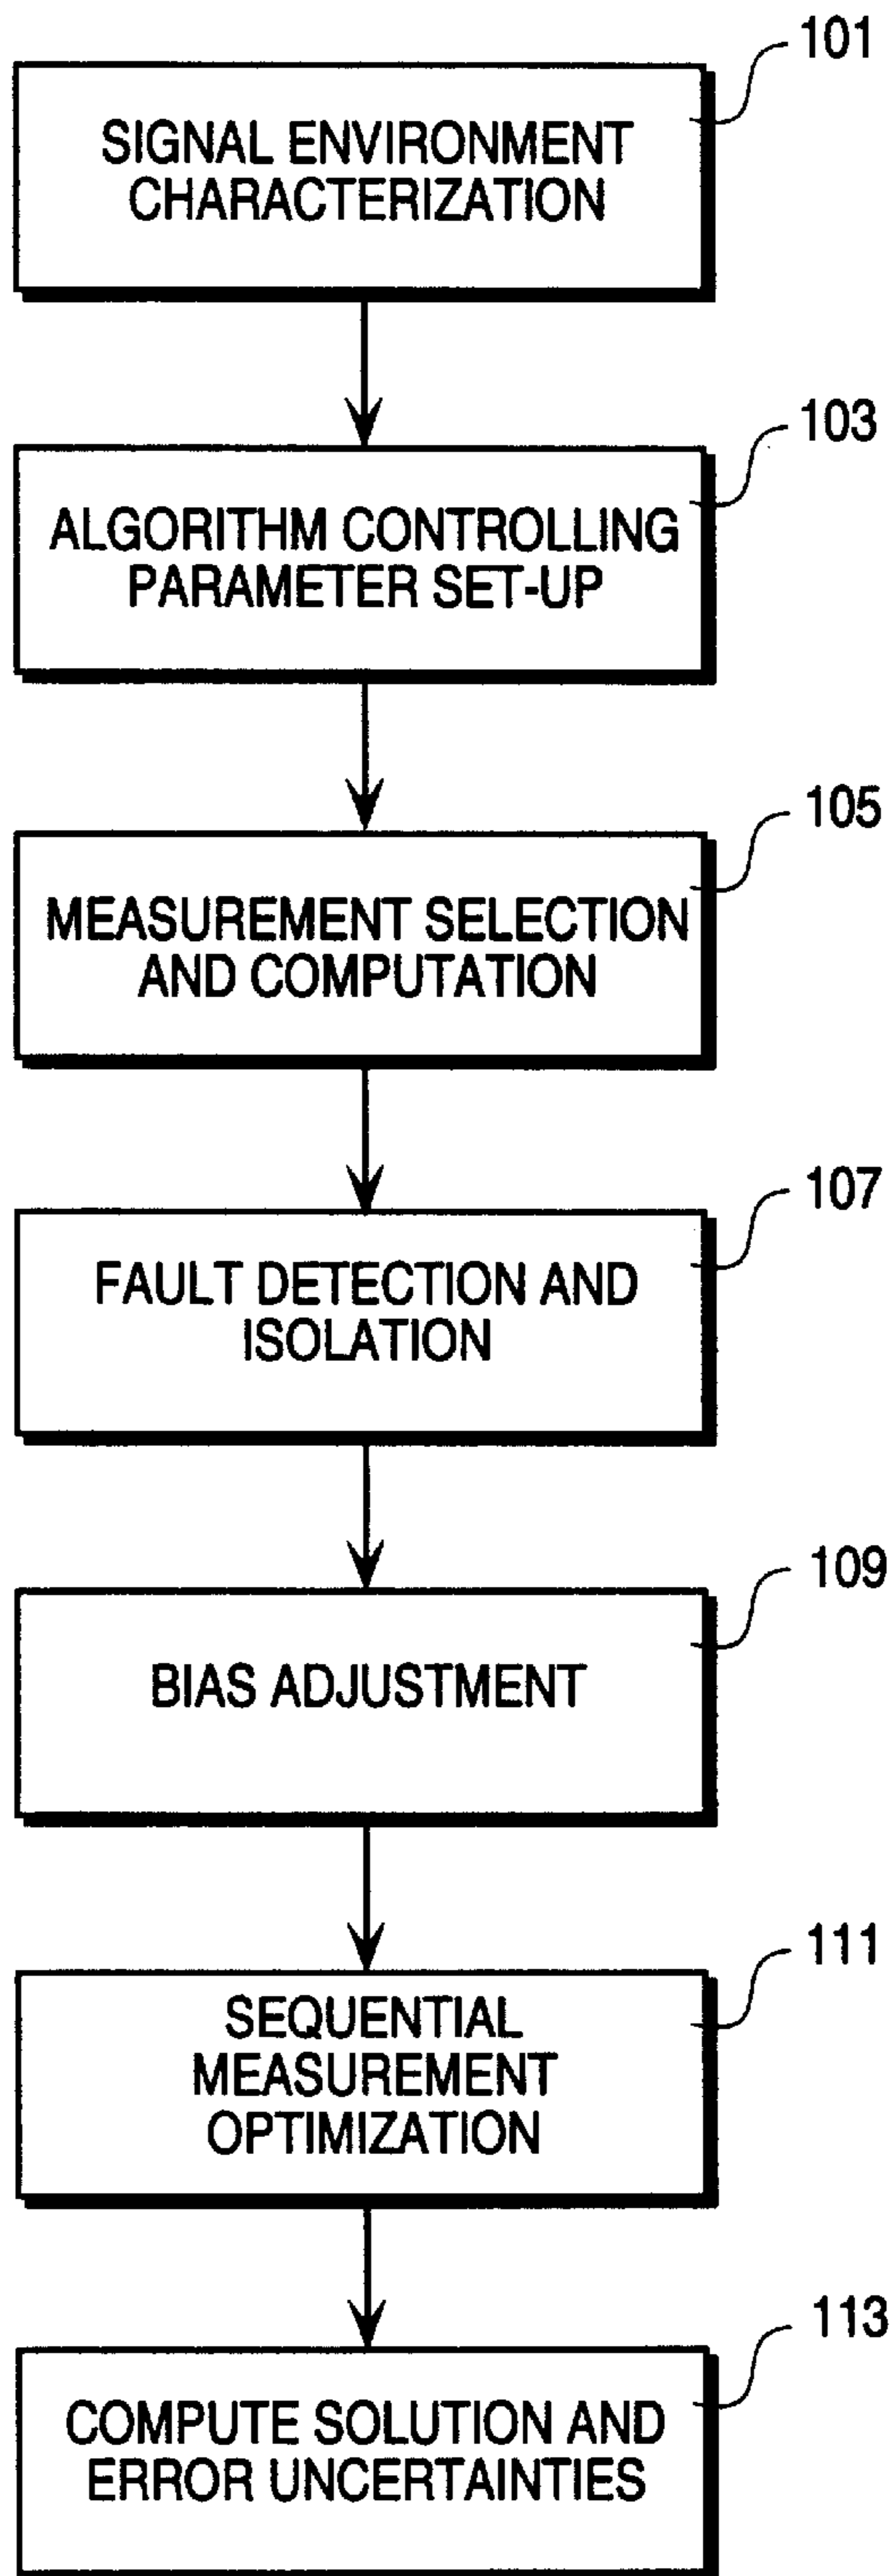 101
SIGNAL ENVIRONMENT
CHARACTERIZATION
103
ALGORITHM CONTROLLING
PARAMETER SET-UP
105
MEASUREMENT SELECTION
AND COMPUTATION
107
FAULT DETECTION AND
ISOLATION
109
BIAS ADJUSTMENT
111
SEQUENTIAL
MEASUREMENT
OPTIMIZATION
113
COMPUTE SOLUTION AND
ERROR UNCERTAINTIES